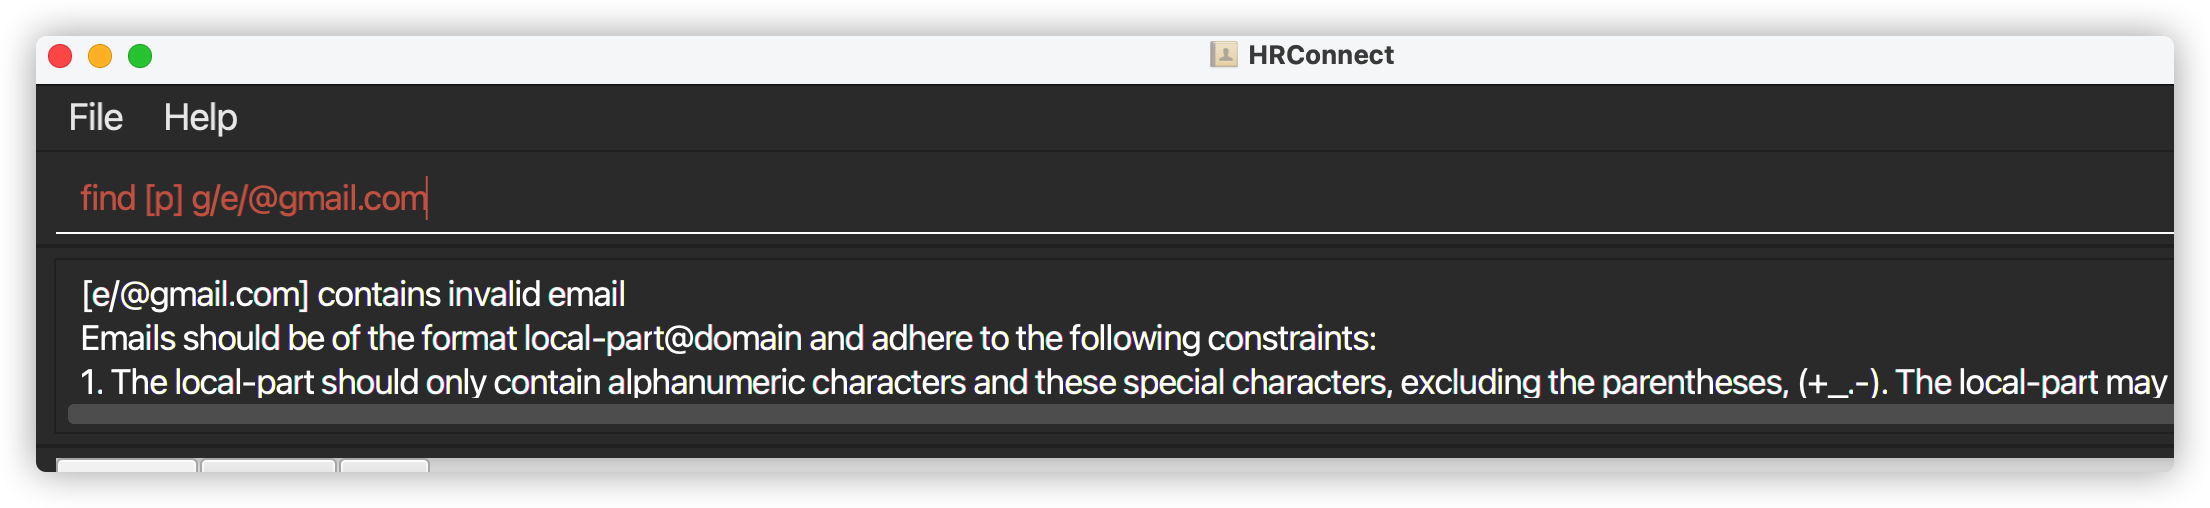 HRConnect
File Help
find [p] g/e/@gmail.com
[e/@gmail.com] contains invalid email
Emails should be of the format local-part@domain and adhere to the following constraints:
1. The local-part should only contain alphanumeric characters and these special characters, excluding the parentheses, (+_.-). The local-part may